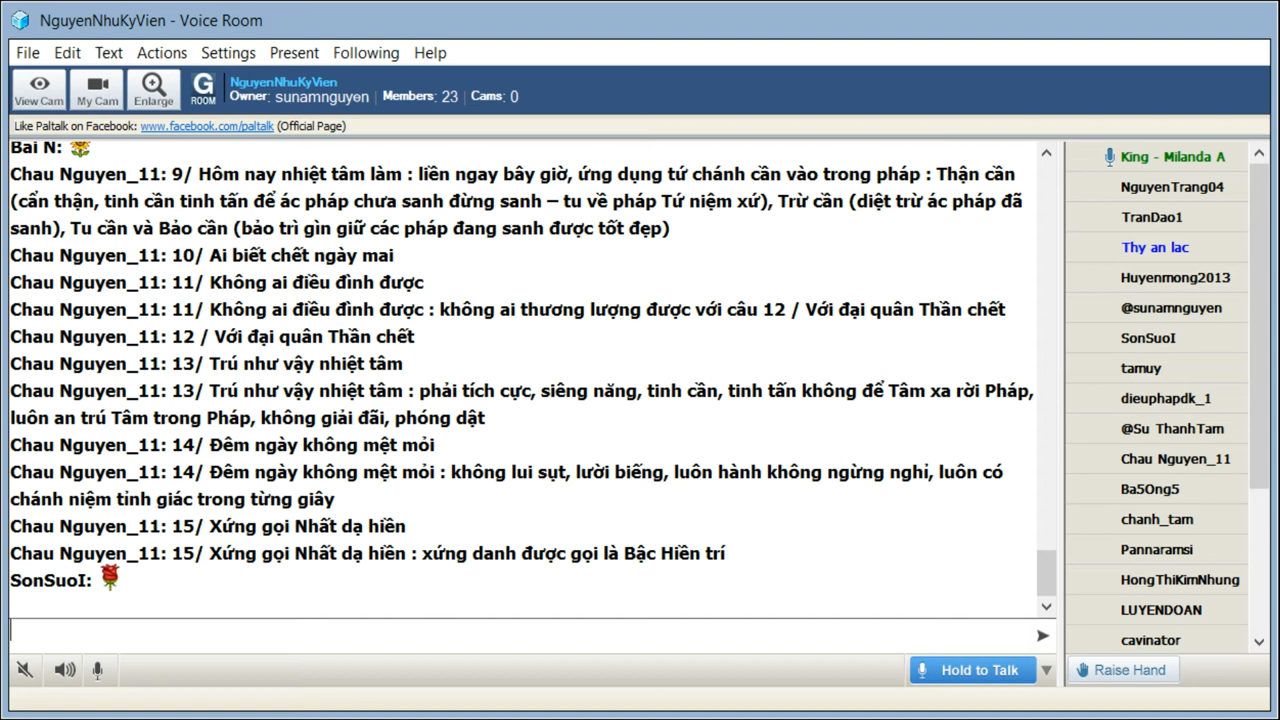 NguyenNhuKyVien - Voice Room
File Edit Text Actions Settings Present Following Help
View Cam My Cam Enlarge G ROOM
NguyenNhuKyVien
Owner: sunamnguyen | Members: 23 | Cams: 0
Like Paltalk on Facebook: www.facebook.com/paltalk (Official Page)
Bai N:
Chau Nguyen_11: 9/ Hôm nay nhiệt tâm làm : liền ngay bây giờ, ứng dụng tứ chánh cần vào trong pháp : Thận cần
(cẩn thận, tinh cần tinh tấn để ác pháp chưa sanh đừng sanh – tu về pháp Tứ niệm xứ), Trừ cần (diệt trừ ác pháp đã
sanh), Tu cần và Bảo cần (bảo trì gìn giữ các pháp đang sanh được tốt đẹp)
Chau Nguyen_11: 10/ Ai biết chết ngày mai
Chau Nguyen_11: 11/ Không ai điều đình được
Chau Nguyen_11: 11/ Không ai điều đình được : không ai thương lượng được với câu 12 / Với đại quân Thần chết
Chau Nguyen_11: 12 / Với đại quân Thần chết
Chau Nguyen_11: 13/ Trú như vậy nhiệt tâm
Chau Nguyen_11: 13/ Trú như vậy nhiệt tâm : phải tích cực, siêng năng, tinh cần, tinh tấn không để Tâm xa rời Pháp,
luôn an trú Tâm trong Pháp, không giải đãi, phóng dật
Chau Nguyen_11: 14/ Đêm ngày không mệt mỏi
Chau Nguyen_11: 14/ Đêm ngày không mệt mỏi : không lui sụt, lười biếng, luôn hành không ngừng nghỉ, luôn có
chánh niệm tỉnh giác trong từng giây
Chau Nguyen_11: 15/ Xứng gọi Nhất dạ hiền
Chau Nguyen_11: 15/ Xứng gọi Nhất dạ hiền : xứng danh được gọi là Bậc Hiền trí
SonSuoI:
King - Milanda A
NguyenTrang04
TranDao1
Thy an lac
Huyenmong2013
@sunamnguyen
SonSuoI
tamuy
dieuphapdk_1
@Su ThanhTam
Chau Nguyen_11
Ba5Ong5
chanh_tam
Pannaramsi
HongThiKimNhung
LUYENDOAN
cavinator
Hold to Talk
Raise Hand